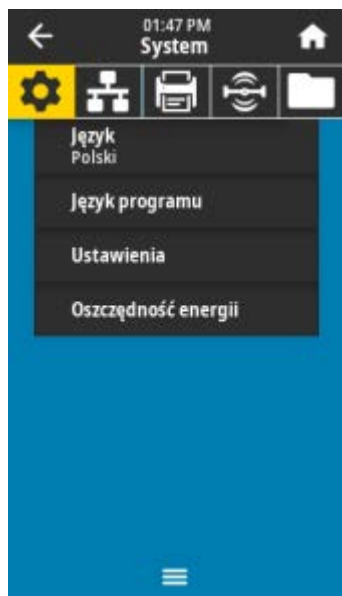 01:47 PM
System
Język
Polski
Język programu
Ustawienia
Oszczędność energii